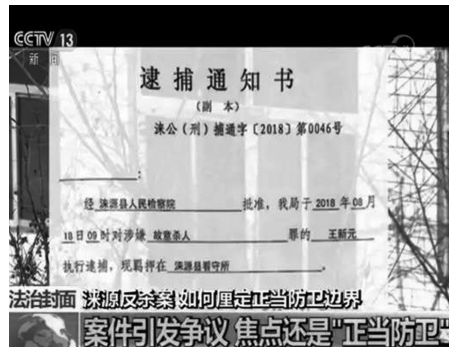 CCTV 13
新闻
逮捕通知书
（副 本）
涞公（刑）捕通字〔2018〕第0046号
：
经 涞源县人民检察院 批准，我局于 2018 年 08 月
18 日 09 时对涉嫌 故意杀人 罪的 王新元
执行逮捕，现羁押在 涞源县看守所 。
法治封面 涞源反杀案 如何厘定正当防卫边界
案件引发争议 焦点还是"正当防卫"